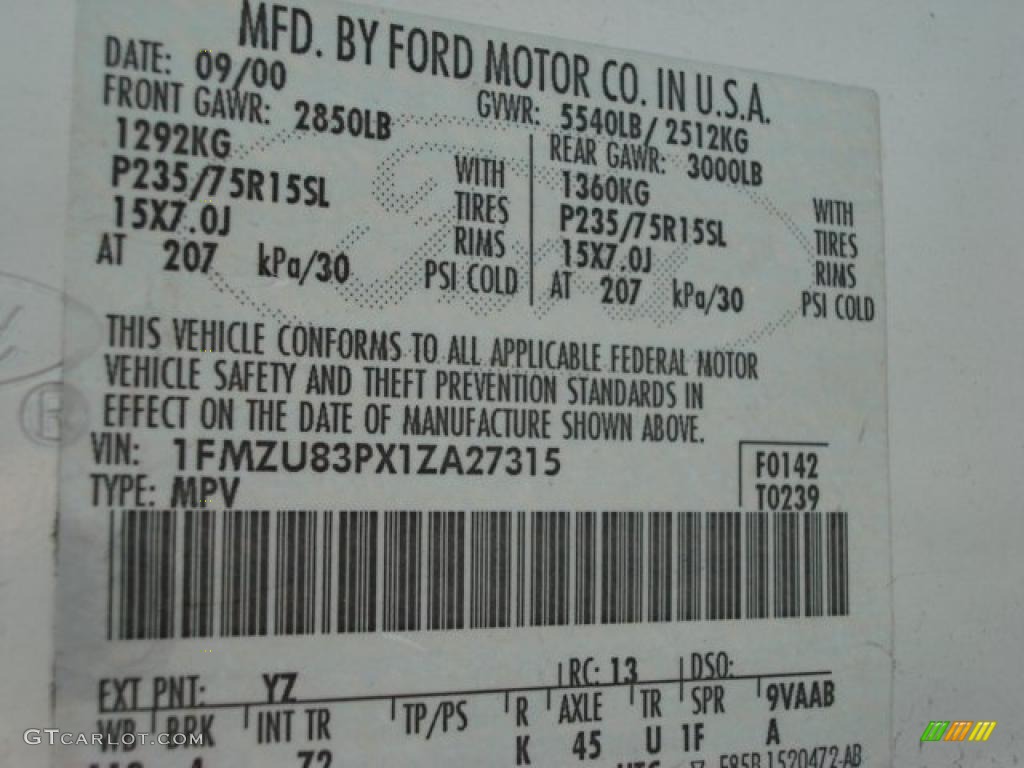 MFD. BY FORD MOTOR CO. IN U.S.A.
DATE: 09/00 GVWR: 5540LB/ 2512KG
FRONT GAWR: 2850LB REAR GAWR: 3000LB
1292KG WITH 1360KG WITH
P235/75R15SL TIRES P235/75R15SL TIRES
15X7.0J RIMS 15X7.0J RIMS
AT 207 kPa/30 PSI COLD AT 207 kPa/30 PSI COLD
THIS VEHICLE CONFORMS TO ALL APPLICABLE FEDERAL MOTOR
VEHICLE SAFETY AND THEFT PREVENTION STANDARDS IN
EFFECT ON THE DATE OF MANUFACTURE SHOWN ABOVE.
VIN: 1FMZU83PX1ZA27315 F0142
TYPE: MPV T0239
EXT PNT: YZ RC: 13 DSO:
WB BRK INT TR TP/PS R AXLE TR SPR 9VAAB
72 K 45 U 1F A
GTCARLOT.COM